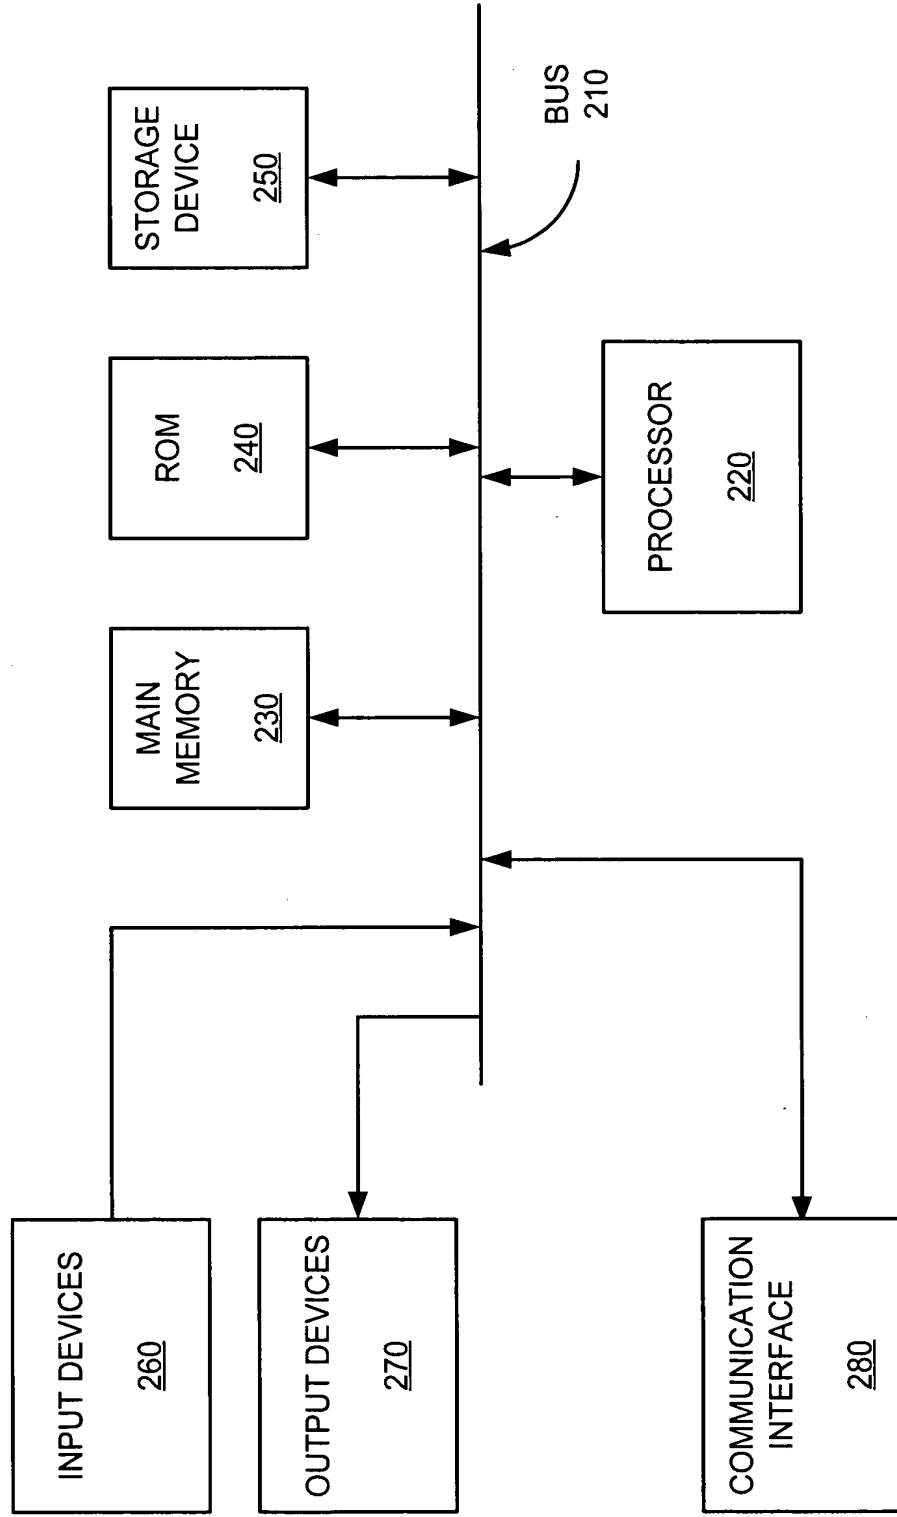 INPUT DEVICES
260
OUTPUT DEVICES
270
COMMUNICATION
INTERFACE
280
MAIN
MEMORY
230
ROM
240
STORAGE
DEVICE
250
PROCESSOR
220
BUS
210